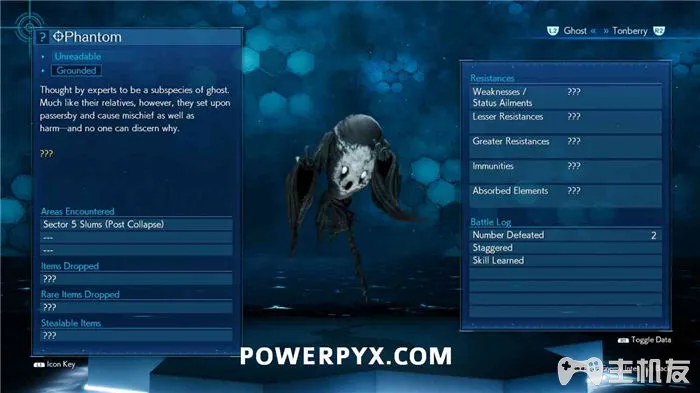 ? Phantom
Unreadable
Grounded
Thought by experts to be a subspecies of ghost.
Much like their relatives, however, they set upon
passersby and cause mischief as well as
harm—and no one can discern why.
???
Areas Encountered
Sector 5 Slums (Post Collapse)
---
---
Items Dropped
???
Rare Items Dropped
???
Stealable Items
???
L1 Icon Key
L2 Ghost « » Tonberry R2
Resistances
Weaknesses / ???
Status Ailments
Lesser Resistances ???
Greater Resistances ???
Immunities ???
Absorbed Elements ???
Battle Log
Number Defeated 2
Staggered
Skill Learned
Toggle Data
POWERPYX.COM
主机友